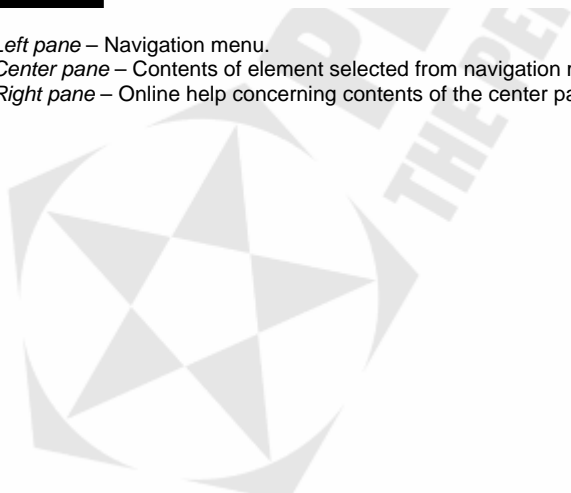 Left pane – Navigation menu.
Center pane – Contents of element selected from navigation
Right pane – Online help concerning contents of the center
THE